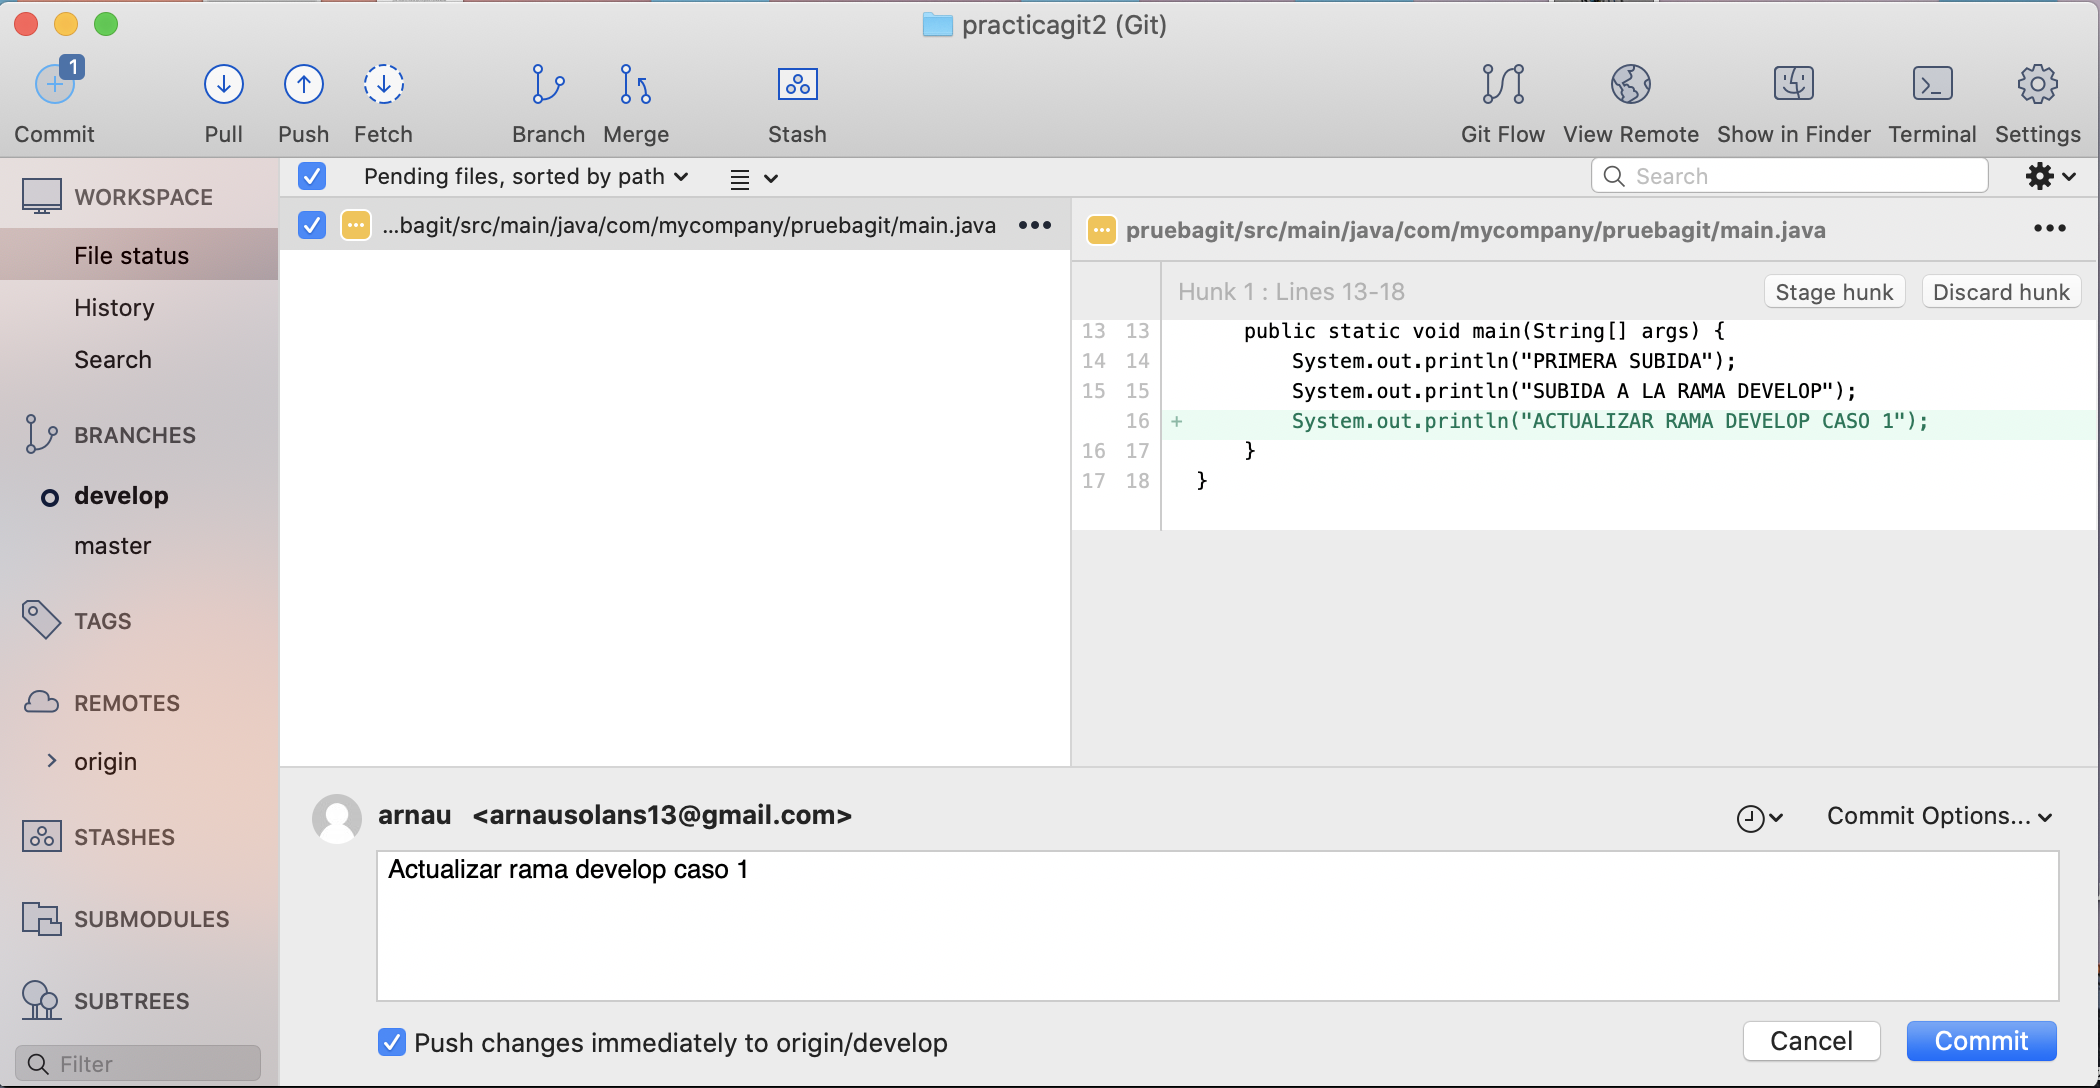 practicagit2 (Git)
1
Commit
Pull
Push
Fetch
Branch
Merge
Stash
Git Flow
View Remote
Show in Finder
Terminal
Settings
WORKSPACE
File status
History
Search
BRANCHES
develop
master
TAGS
REMOTES
origin
STASHES
SUBMODULES
SUBTREES
Filter
Pending files, sorted by path
Search
...bagit/src/main/java/com/mycompany/pruebagit/main.java
pruebagit/src/main/java/com/mycompany/pruebagit/main.java
Hunk 1 : Lines 13-18
Stage hunk
Discard hunk
13 13 public static void main(String[] args) {
14 14 System.out.println("PRIMERA SUBIDA");
15 15 System.out.println("SUBIDA A LA RAMA DEVELOP");
16 + System.out.println("ACTUALIZAR RAMA DEVELOP CASO 1");
16 17 }
17 18 }
arnau <arnausolans13@gmail.com>
Commit Options...
Actualizar rama develop caso 1
Push changes immediately to origin/develop
Cancel
Commit